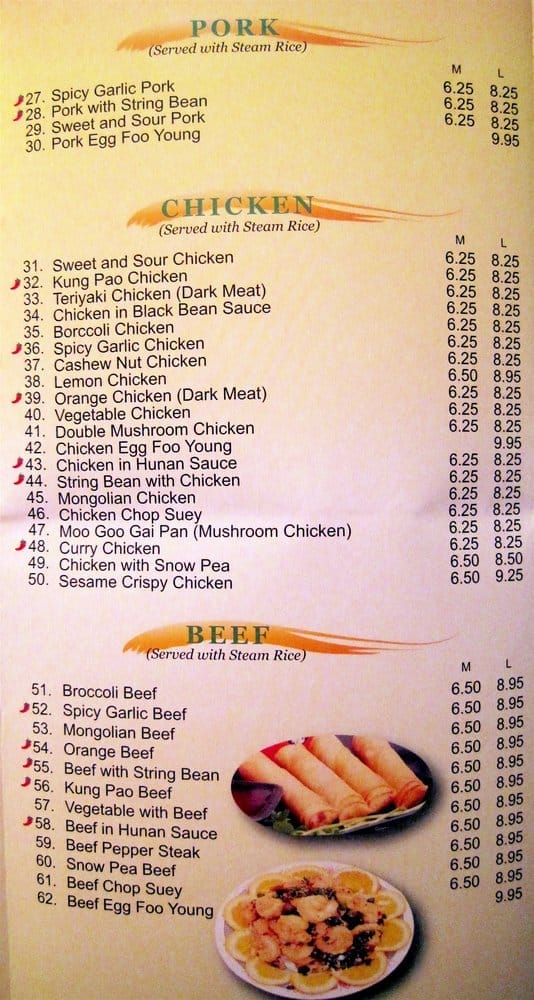 PORK
(Served with Steam Rice)
M L
27. Spicy Garlic Pork 6.25 8.25
28. Pork with String Bean 6.25 8.25
29. Sweet and Sour Pork 6.25 8.25
30. Pork Egg Foo Young 9.95
CHICKEN
(Served with Steam Rice)
M L
31. Sweet and Sour Chicken 6.25 8.25
32. Kung Pao Chicken 6.25 8.25
33. Teriyaki Chicken (Dark Meat) 6.25 8.25
34. Chicken in Black Bean Sauce 6.25 8.25
35. Borccoli Chicken 6.25 8.25
36. Spicy Garlic Chicken 6.25 8.25
37. Cashew Nut Chicken 6.25 8.25
38. Lemon Chicken 6.50 8.95
39. Orange Chicken (Dark Meat) 6.25 8.25
40. Vegetable Chicken 6.25 8.25
41. Double Mushroom Chicken 6.25 8.25
42. Chicken Egg Foo Young 9.95
43. Chicken in Hunan Sauce 6.25 8.25
44. String Bean with Chicken 6.25 8.25
45. Mongolian Chicken 6.25 8.25
46. Chicken Chop Suey 6.25 8.25
47. Moo Goo Gai Pan (Mushroom Chicken) 6.25 8.25
48. Curry Chicken 6.25 8.25
49. Chicken with Snow Pea 6.50 8.50
50. Sesame Crispy Chicken 6.50 9.25
BEEF
(Served with Steam Rice)
M L
51. Broccoli Beef 6.50 8.95
52. Spicy Garlic Beef 6.50 8.95
53. Mongolian Beef 6.50 8.95
54. Orange Beef 6.50 8.95
55. Beef with String Bean 6.50 8.95
56. Kung Pao Beef 6.50 8.95
57. Vegetable with Beef 6.50 8.95
58. Beef in Hunan Sauce 6.50 8.95
59. Beef Pepper Steak 6.50 8.95
60. Snow Pea Beef 6.50 8.95
61. Beef Chop Suey 6.50 8.95
62. Beef Egg Foo Young 9.95